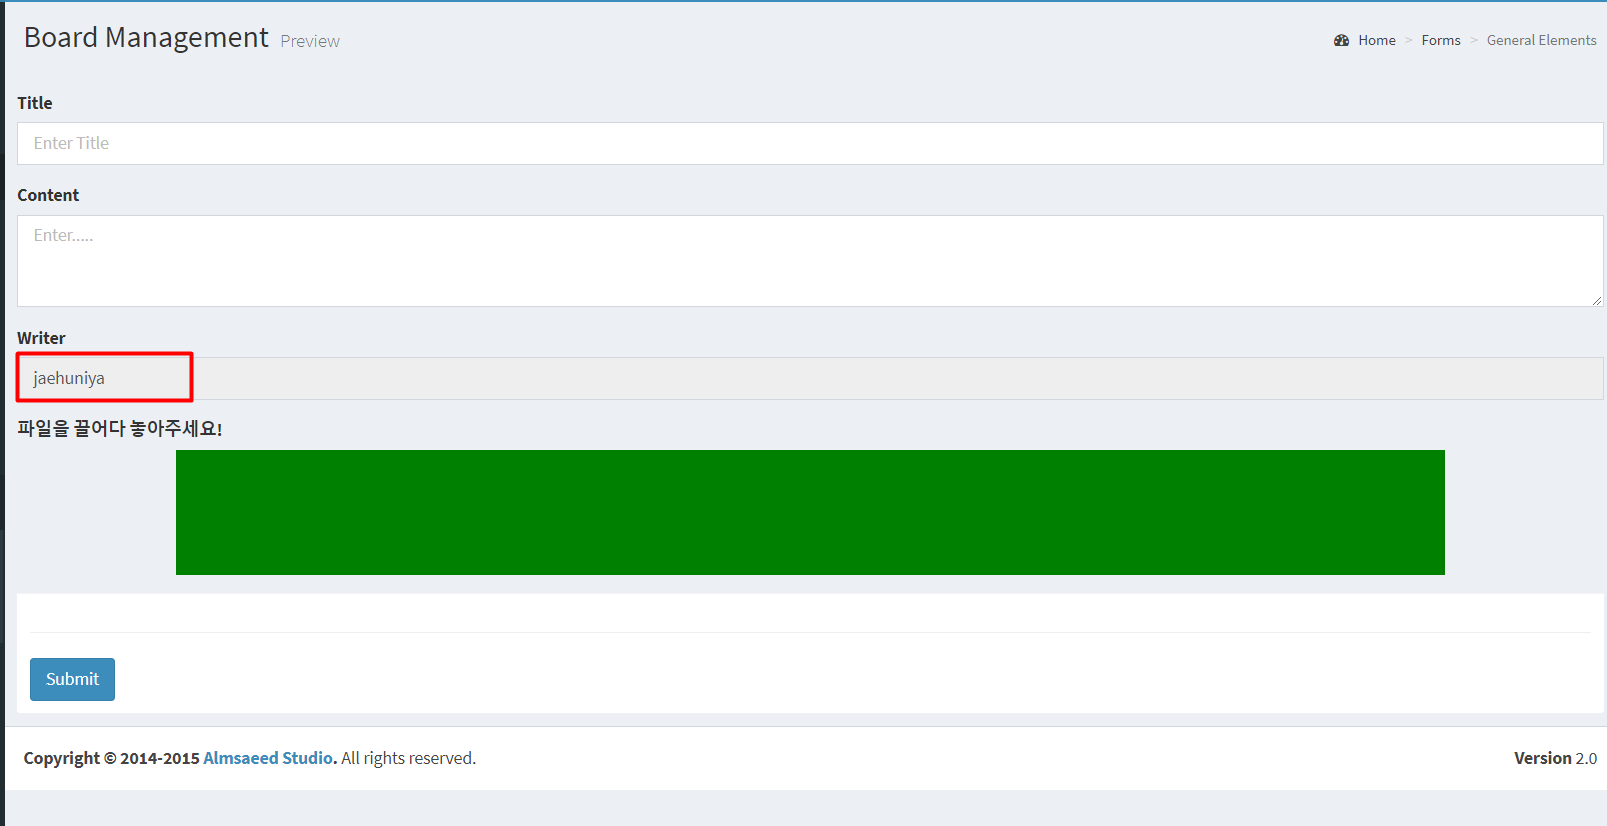 Board Management Preview
Home > Forms > General Elements
Title
Enter Title
Content
Enter.....
Writer
jaehuniya
파일을 끌어다 놓아주세요!
Submit
Copyright © 2014-2015 Almsaeed Studio. All rights reserved.
Version 2.0